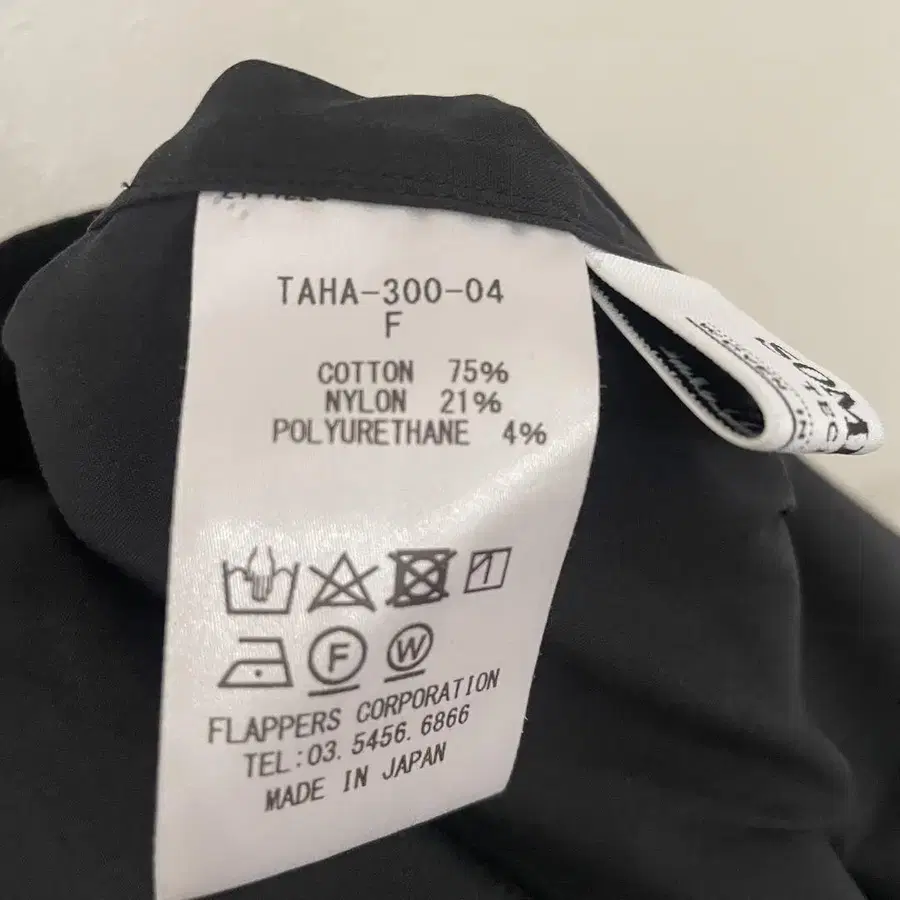 TAHA-300-04
F
COTTON 75%
NYLON 21%
POLYURETHANE 4%
F W
FLAPPERS CORPORATION
TEL:03.5456.6866
MADE IN JAPAN